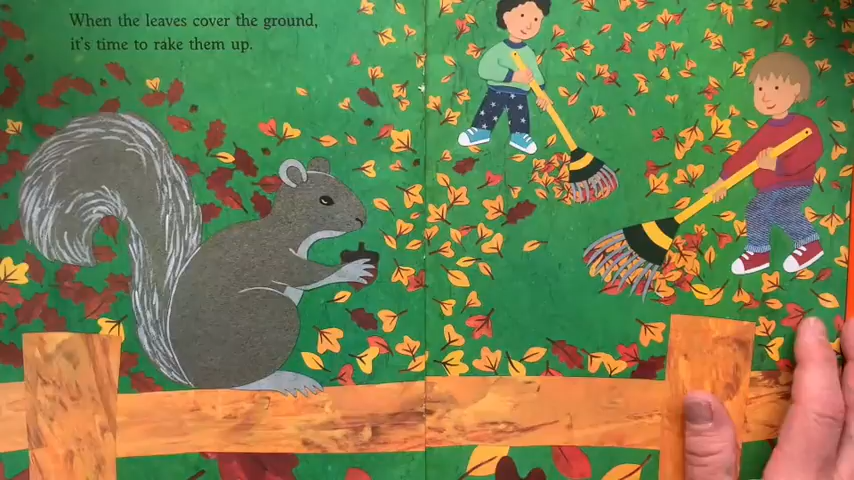 When the leaves cover the ground,
it's time to rake them up.